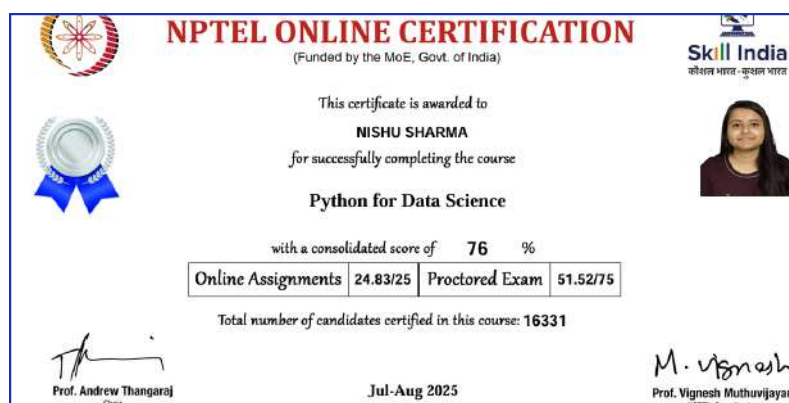 NPTEL ONLINE CERTIFICATION
(Funded by the MoE, Govt. of India)
Skill India
कौशल भारत - कुशल भारत
This certificate is awarded to
NISHU SHARMA
for successfully completing the course
Python for Data Science
with a consolidated score of 76 %
Online Assignments 24.83/25 Proctored Exam 51.52/75
Total number of candidates certified in this course: 16331
M. Vignesh
Prof. Andrew Thangaraj
Jul-Aug 2025
Prof. Vignesh Muthuvijayan